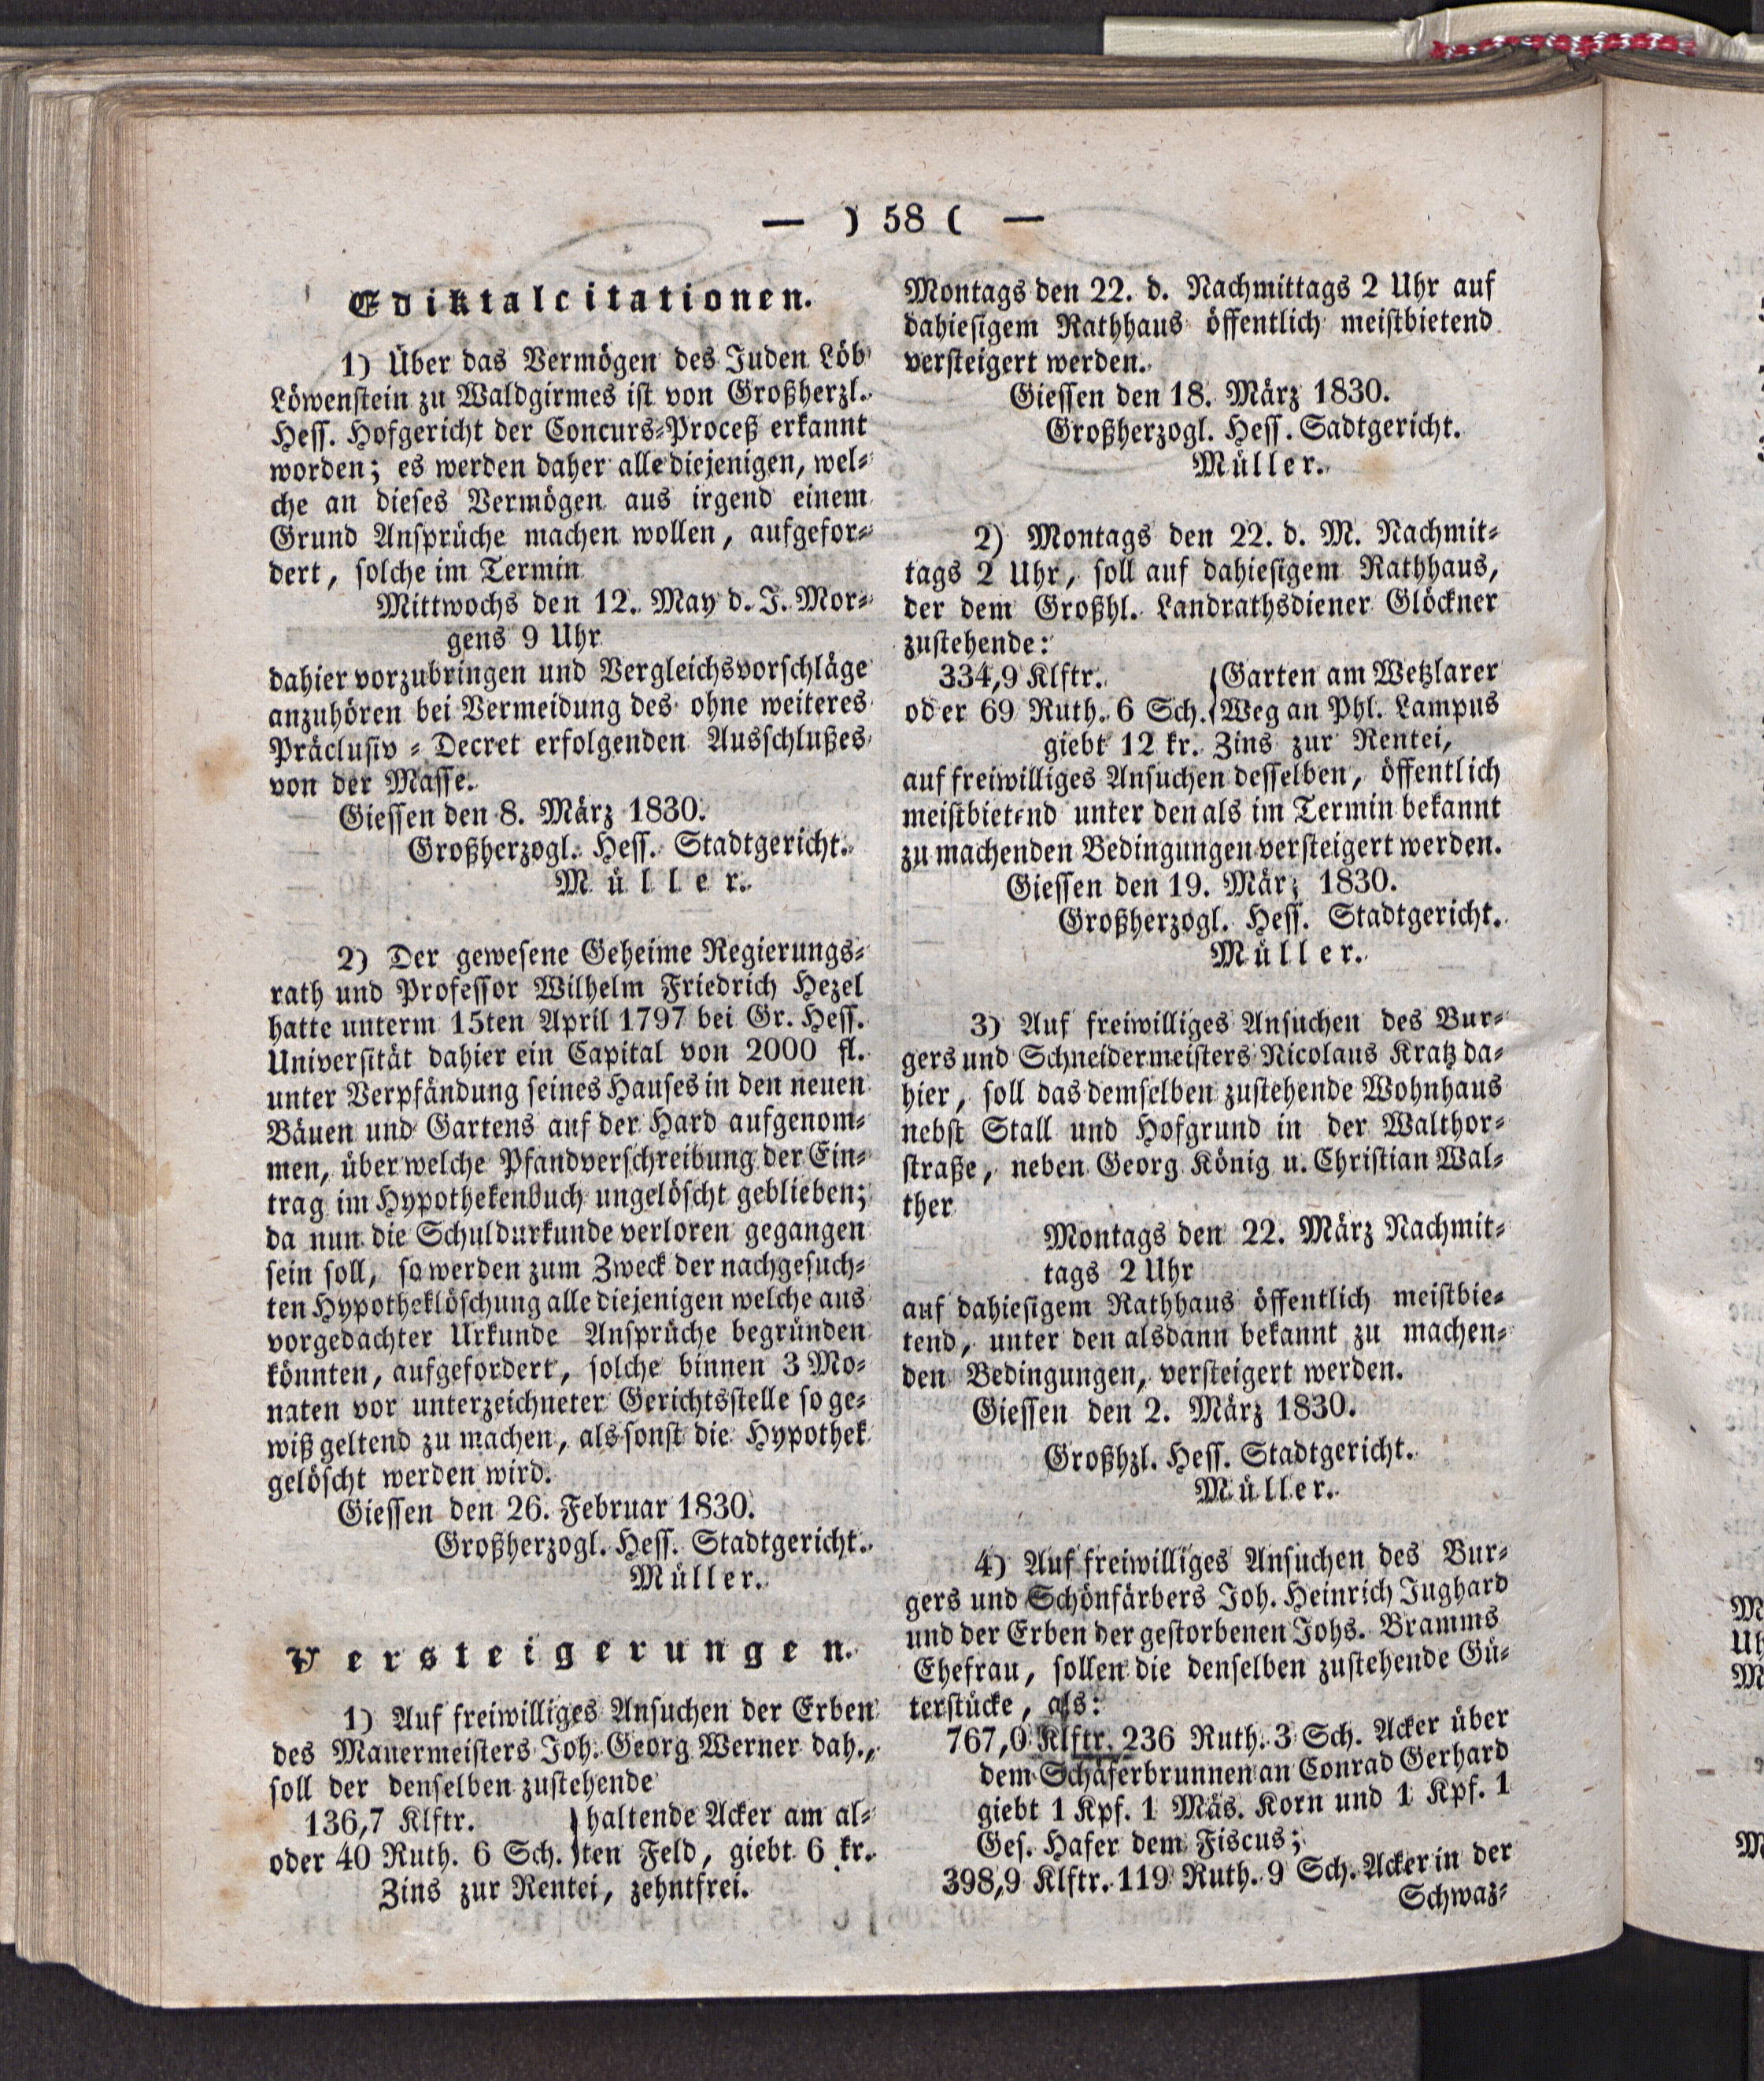 — ) 58 ( —
Ediktalcitationen.
1) Über das Vermögen des Juden Löb
Löwenstein zu Waldgirmes ist von Großherzl.
Hess. Hofgericht der Concurs-Proceß erkannt
worden; es werden daher alle diejenigen, wel-
che an dieses Vermögen aus irgend einem
Grund Ansprüche machen wollen, aufgefor-
dert, solche im Termin
Mittwochs den 12. May d. J. Mor-
gens 9 Uhr
dahier vorzubringen und Vergleichsvorschläge
anzuhören bei Vermeidung des ohne weiteres
Präclusiv-Decret erfolgenden Ausschlußes
von der Masse.
Giessen den 8. März 1830.
Großherzogl. Hess. Stadtgericht.
Müller.
2) Der gewesene Geheime Regierungs-
rath und Professor Wilhelm Friedrich Hezel
hatte unterm 15ten April 1797 bei Gr. Hess.
Universität dahier ein Capital von 2000 fl.
unter Verpfändung seines Hauses in den neuen
Bäuen und Gartens auf der Hard aufgenom-
men, über welche Pfandverschreibung der Ein-
trag im Hypothekenbuch ungelöscht geblieben;
da nun die Schuldurkunde verloren gegangen
sein soll, so werden zum Zweck der nachgesuch-
ten Hypotheklöschung alle diejenigen welche aus
vorgedachter Urkunde Ansprüche begründen
könnten, aufgefordert, solche binnen 3 Mo-
naten vor unterzeichneter Gerichtsstelle so ge-
wiß geltend zu machen, als sonst die Hypothek
gelöscht werden wird.
Giessen den 26. Februar 1830.
Großherzogl. Hess. Stadtgericht.
Müller.
Versteigerungen.
1) Auf freiwilliges Ansuchen der Erben
des Mauermeisters Joh. Georg Werner dah.,
soll der denselben zustehende
136,7 Klftr. } haltende Acker am al-
oder 40 Ruth. 6 Sch. } ten Feld, giebt 6 kr.
Zins zur Rentei, zehntfrei.
Montags den 22. d. Nachmittags 2 Uhr auf
dahiesigem Rathhaus öffentlich meistbietend
versteigert werden.
Giessen den 18. März 1830.
Großherzogl. Hess. Sadtgericht.
Müller.
2) Montags den 22. d. M. Nachmit-
tags 2 Uhr, soll auf dahiesigem Rathhaus,
der dem Großhl. Landrathsdiener Glöckner
zustehende:
334,9 Klftr. { Garten am Wetzlarer
oder 69 Ruth. 6 Sch. { Weg an Phl. Lampus
giebt 12 kr. Zins zur Rentei,
auf freiwilliges Ansuchen desselben, öffentlich
meistbietend unter den als im Termin bekannt
zu machenden Bedingungen versteigert werden.
Giessen den 19. März 1830.
Großherzogl. Hess. Stadtgericht.
Müller.
3) Auf freiwilliges Ansuchen des Bur-
gers und Schneidermeisters Nicolaus Kratz da-
hier, soll das demselben zustehende Wohnhaus
nebst Stall und Hofgrund in der Walthor-
straße, neben Georg König u. Christian Wal-
ther
Montags den 22. März Nachmit-
tags 2 Uhr
auf dahiesigem Rathhaus öffentlich meistbie-
tend, unter den alsdann bekannt zu machen-
den Bedingungen, versteigert werden.
Giessen den 2. März 1830.
Großhzl. Hess. Stadtgericht.
Müller.
4) Auf freiwilliges Ansuchen des Bur-
gers und Schönfärbers Joh. Heinrich Jughard
und der Erben der gestorbenen Johs. Bramms
Ehefrau, sollen die denselben zustehende Gü-
terstücke, als:
767,0 Klftr. 236 Ruth. 3 Sch. Acker über
dem Schäferbrunnen an Conrad Gerhard
giebt 1 Kpf. 1 Mäs. Korn und 1 Kpf. 1
Ges. Hafer dem Fiscus;
398,9 Klftr. 119 Ruth. 9 Sch. Acker in der
Schwaz-